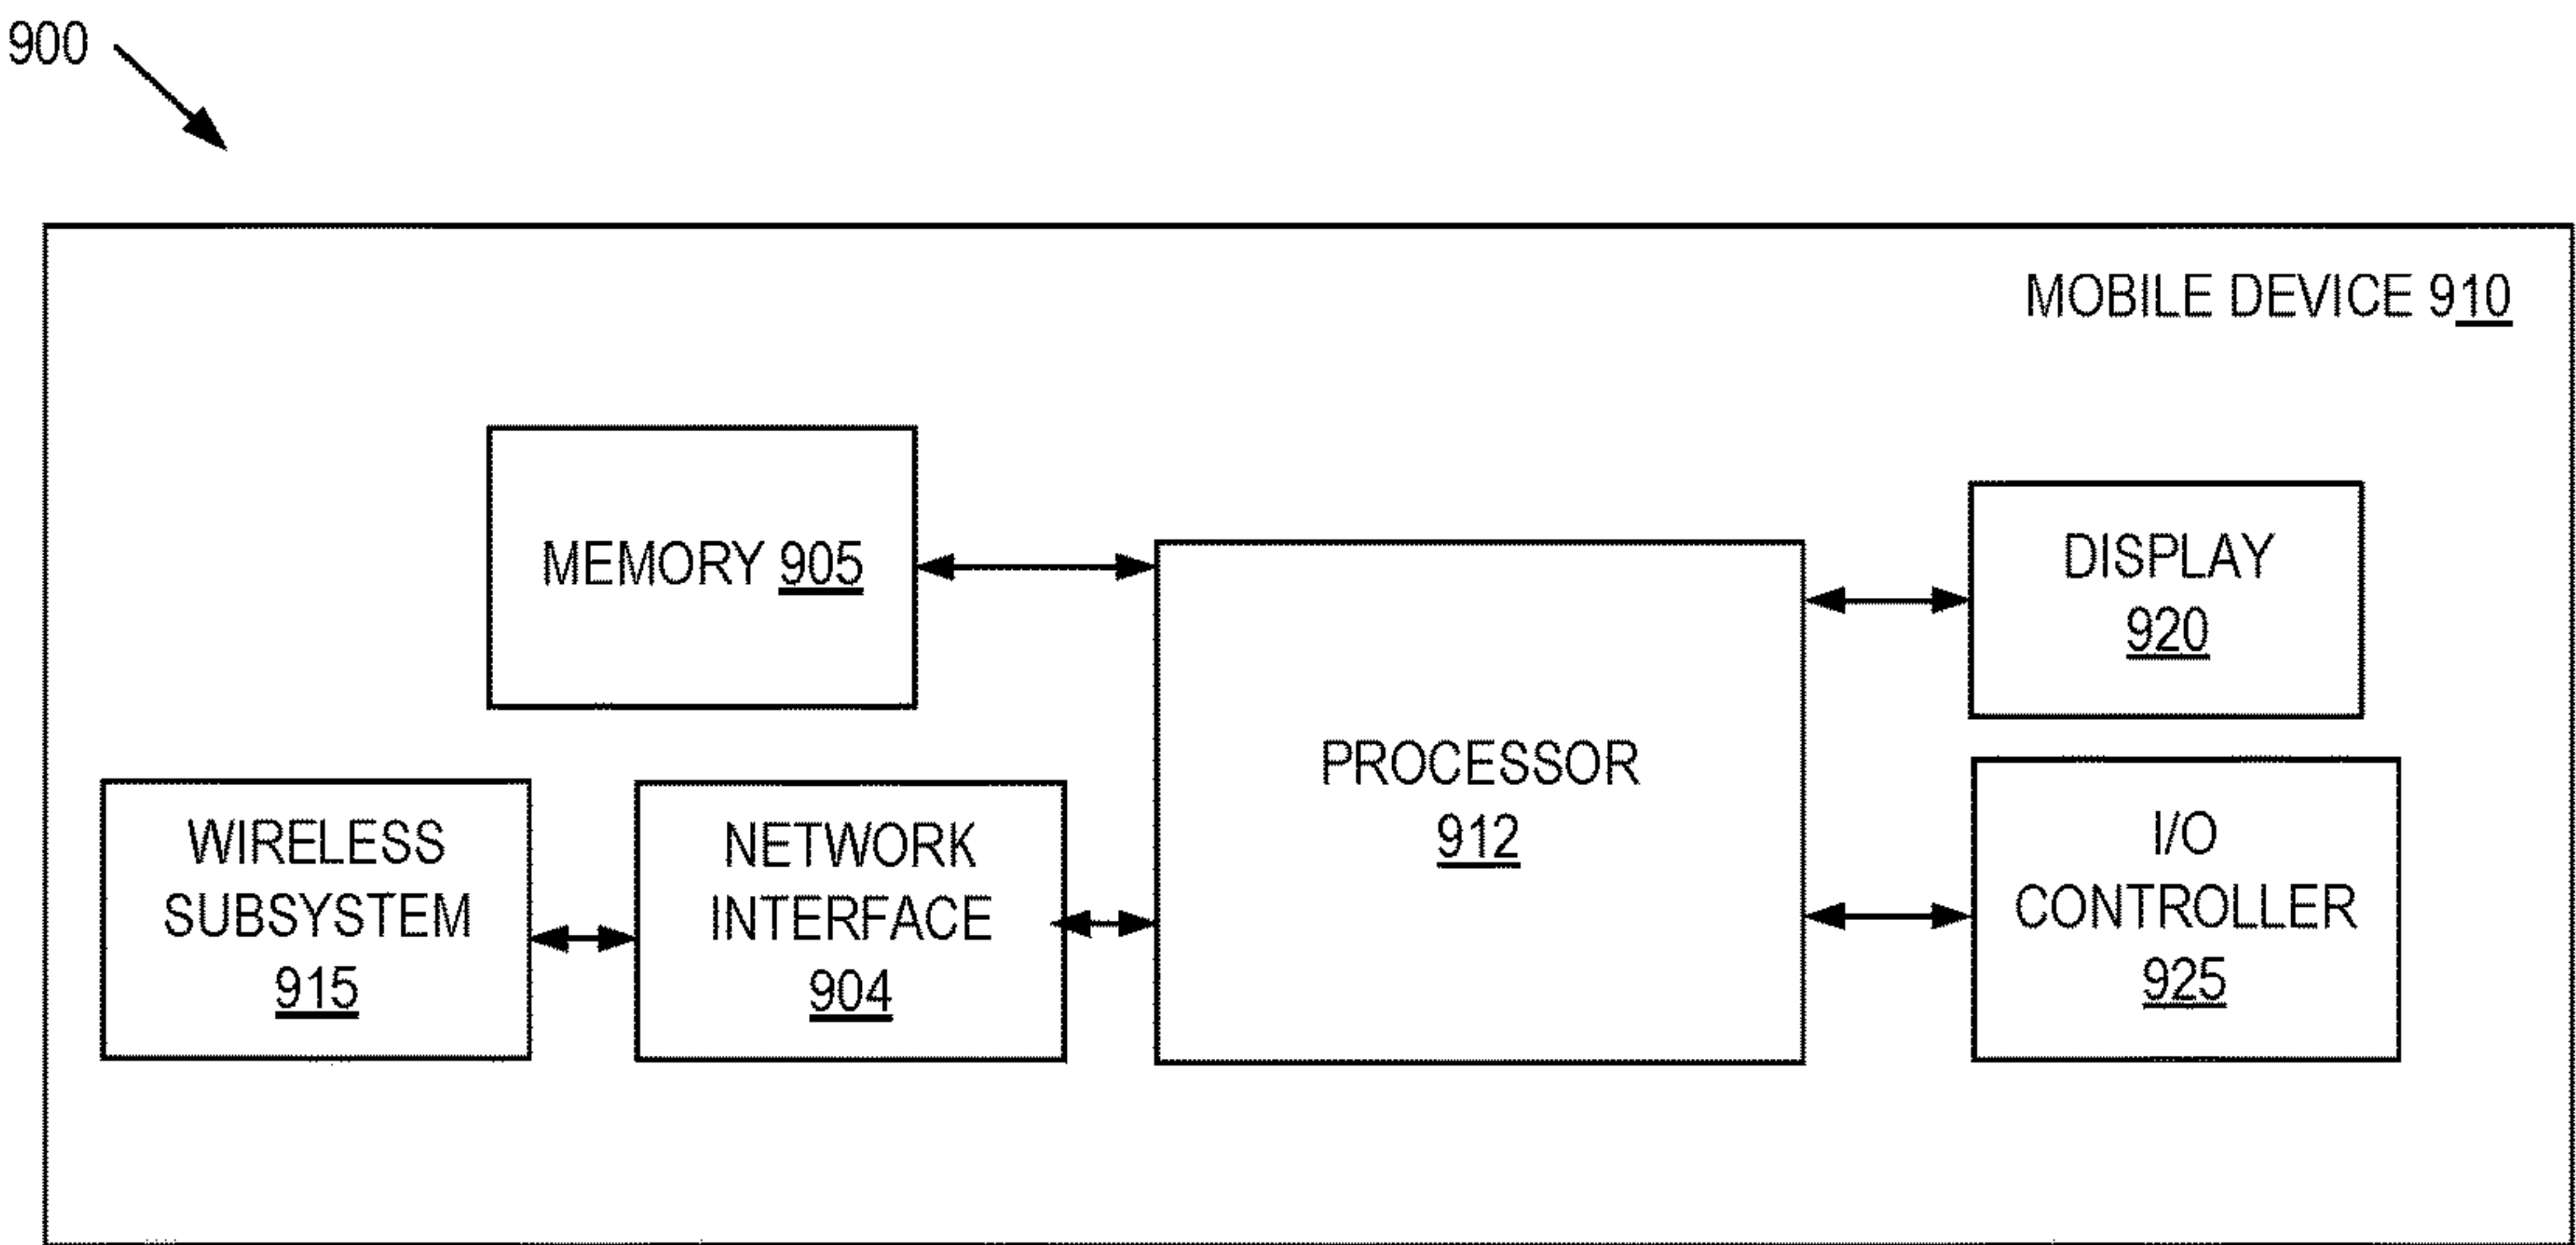 900
MOBILE DEVICE 910
MEMORY 905
DISPLAY
920
PROCESSOR
912
WIRELESS
SUBSYSTEM
915
NETWORK
INTERFACE
904
I/O
CONTROLLER
925